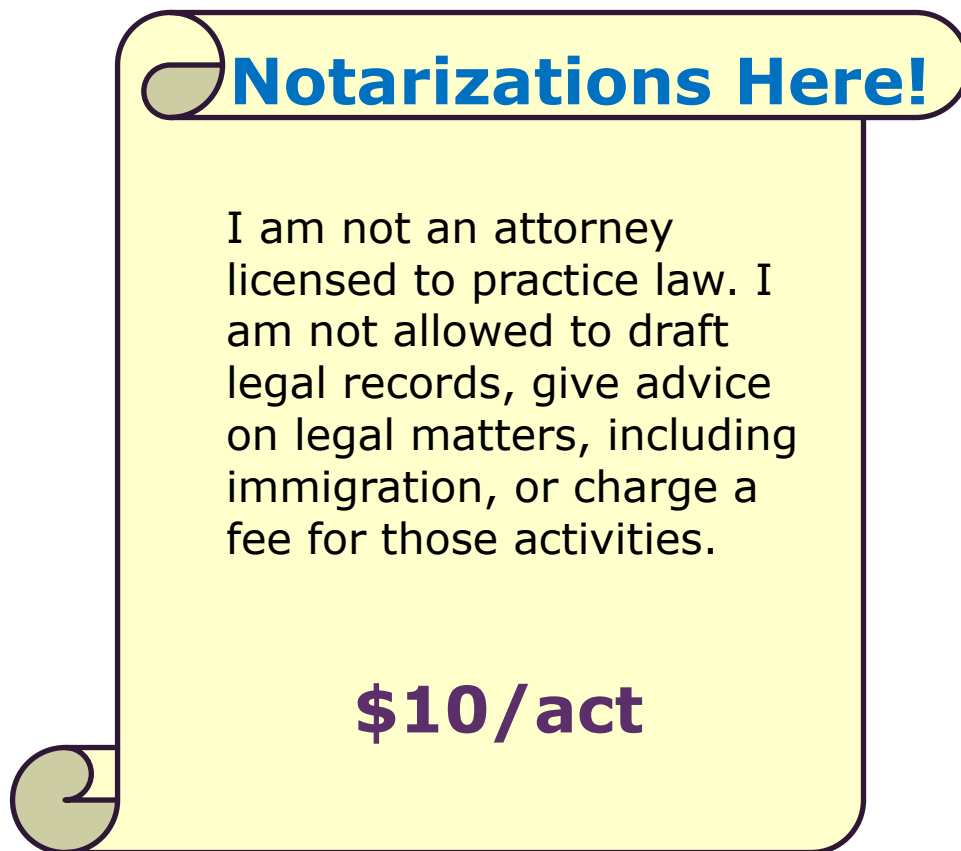 Notarizations Here!
I am not an attorney
licensed to practice law. I
am not allowed to draft
legal records, give advice
on legal matters, including
immigration, or charge a
fee for those activities.
$10/act